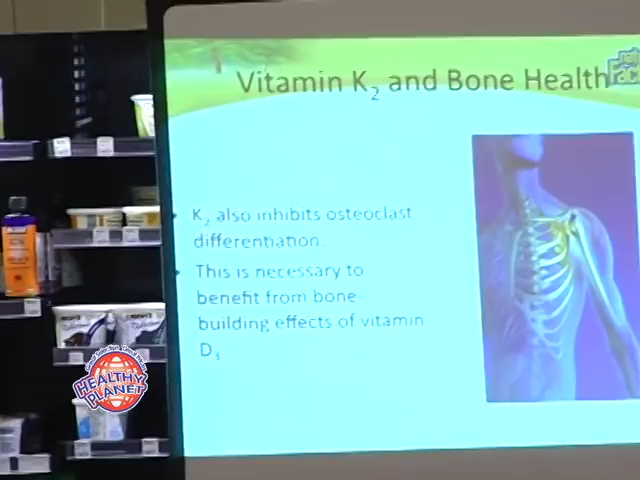 Vitamin K₂ and Bone Health
K₂ also inhibits osteoclast
differentiation.
This is necessary to
benefit from bone-
building effects of vitamin
D₃
HEALTHY
PLANET